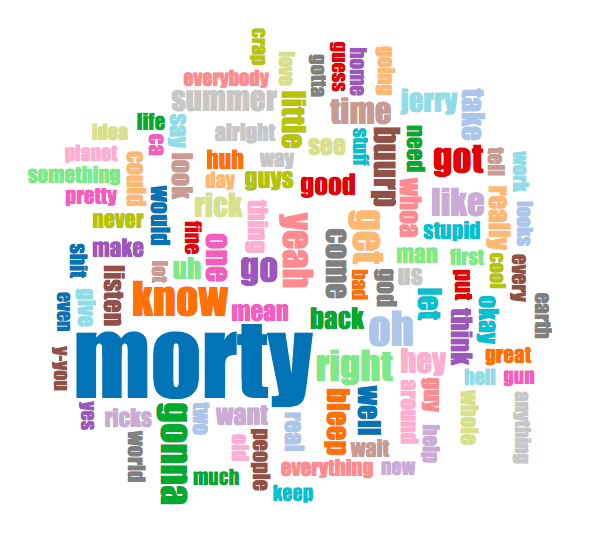 crap
love
gotta
guess
home
going
everybody
summer
little
time
jerry
take
idea
life
ca
say
alright
see
stuff
buurp
need
got
tell
work
planet
look
huh
way
something
could
day
guys
good
whoa
like
really
looks
pretty
would
rick
thing
never
fine
one
yeah
come
get
stupid
make
shit
listen
lot
uh
go
bad
god
us
man
first
cool
every
even
give
know
mean
back
oh
let
put
think
okay
earth
y-you
morty
right
hey
great
hell
gun
yes
ricks
gonna
two
want
real
bleep
well
around
guy
help
whole
anything
world
old
people
wait
much
everything
new
keep